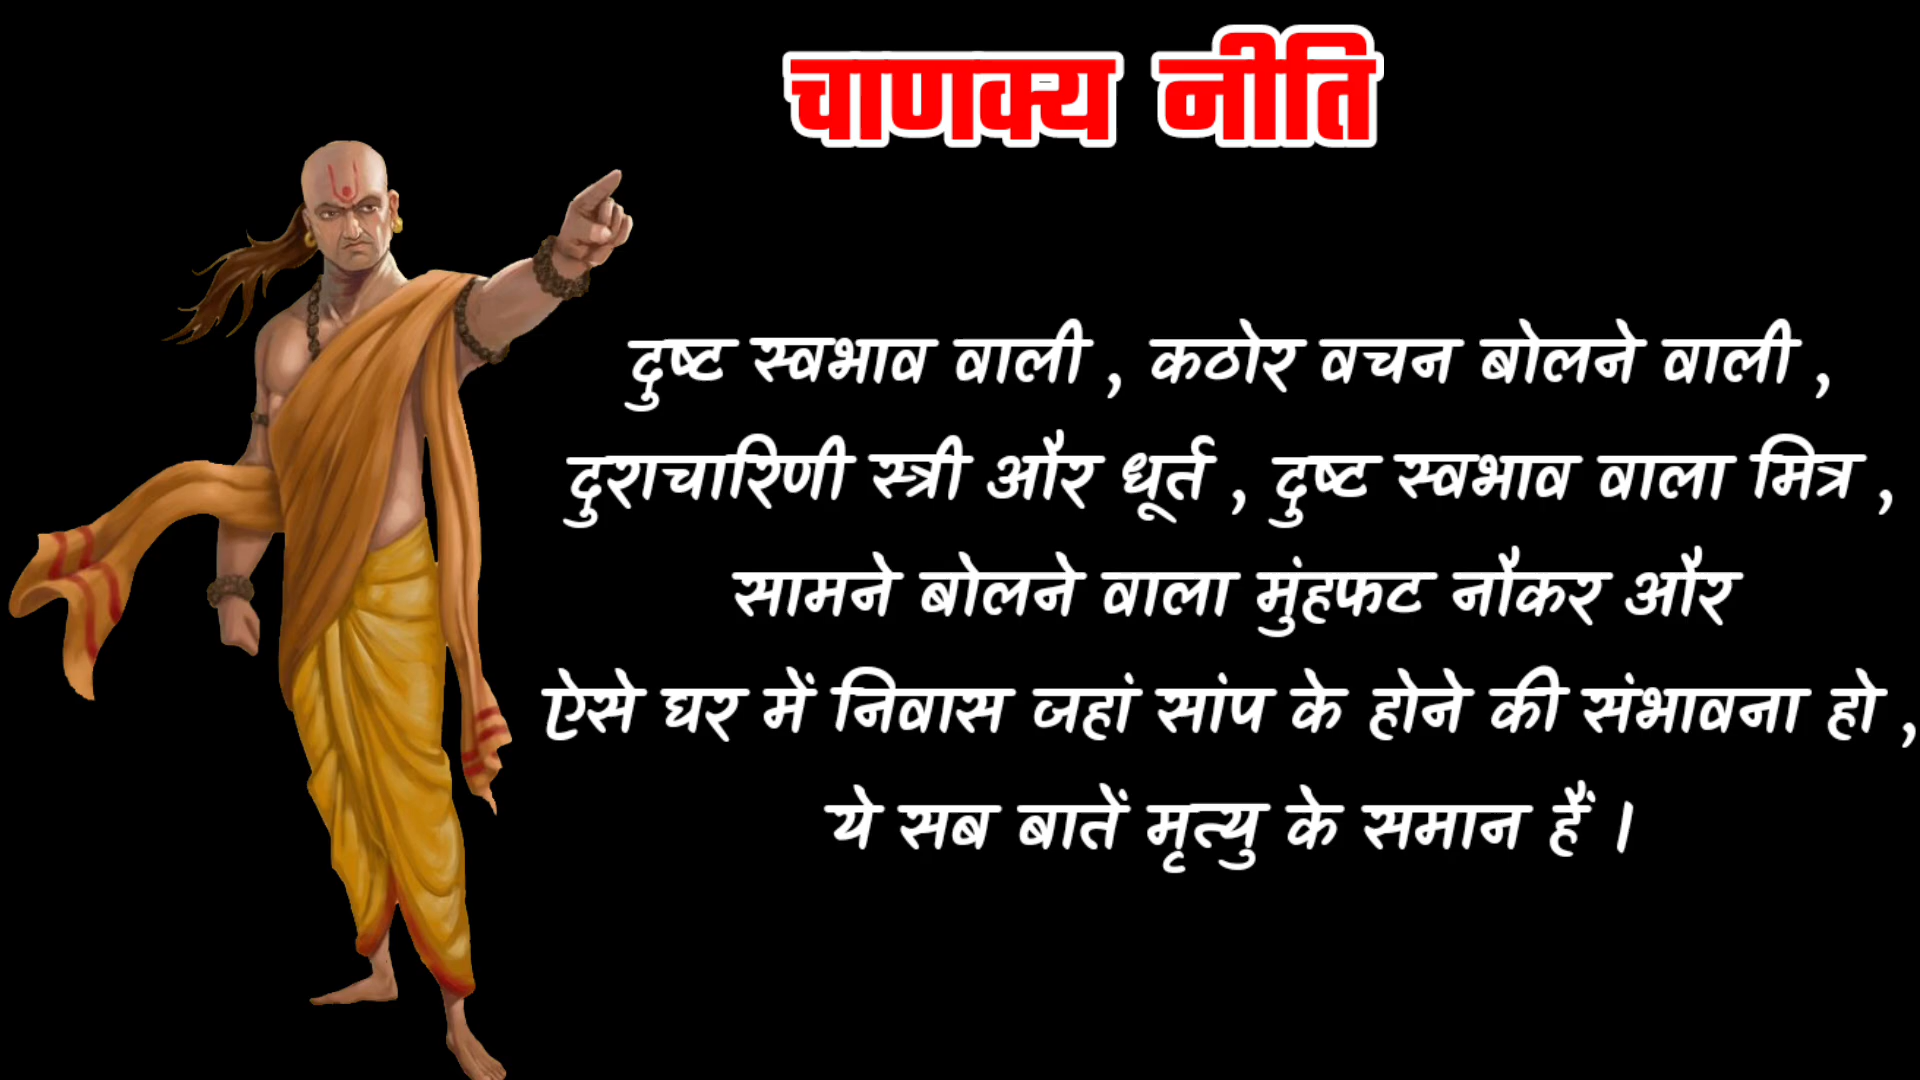 चाणक्य नीति
दुष्ट स्वभाव वाली , कठोर वचन बोलने वाली ,
दुराचारिणी स्त्री और धूर्त , दुष्ट स्वभाव वाला मित्र ,
सामने बोलने वाला मुंहफट नौकर और
ऐसे घर में निवास जहां सांप के होने की संभावना हो ,
ये सब बातें मृत्यु के समान हैं ।